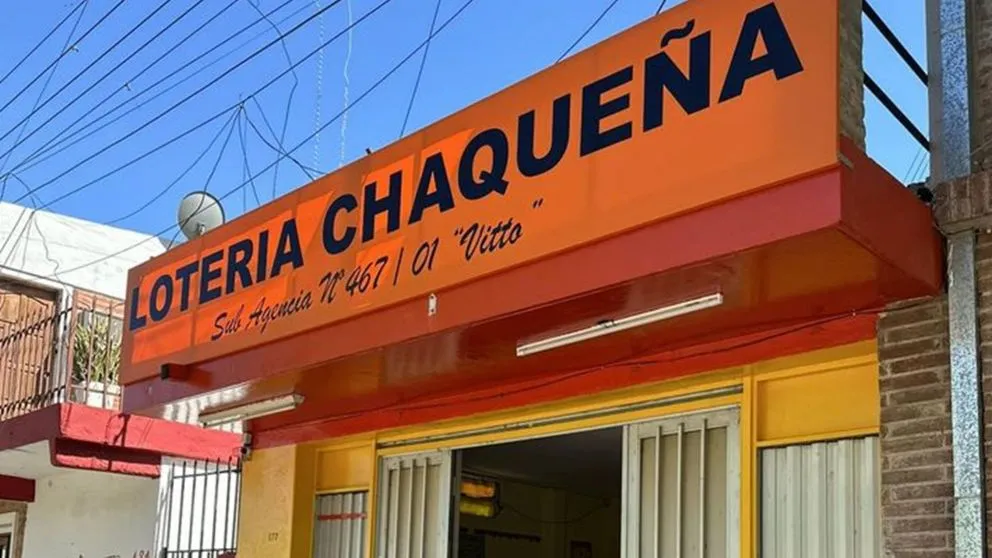 LOTERIA CHAQUEÑA
Sub Agencia Nº 467 / 01 "Vitto"